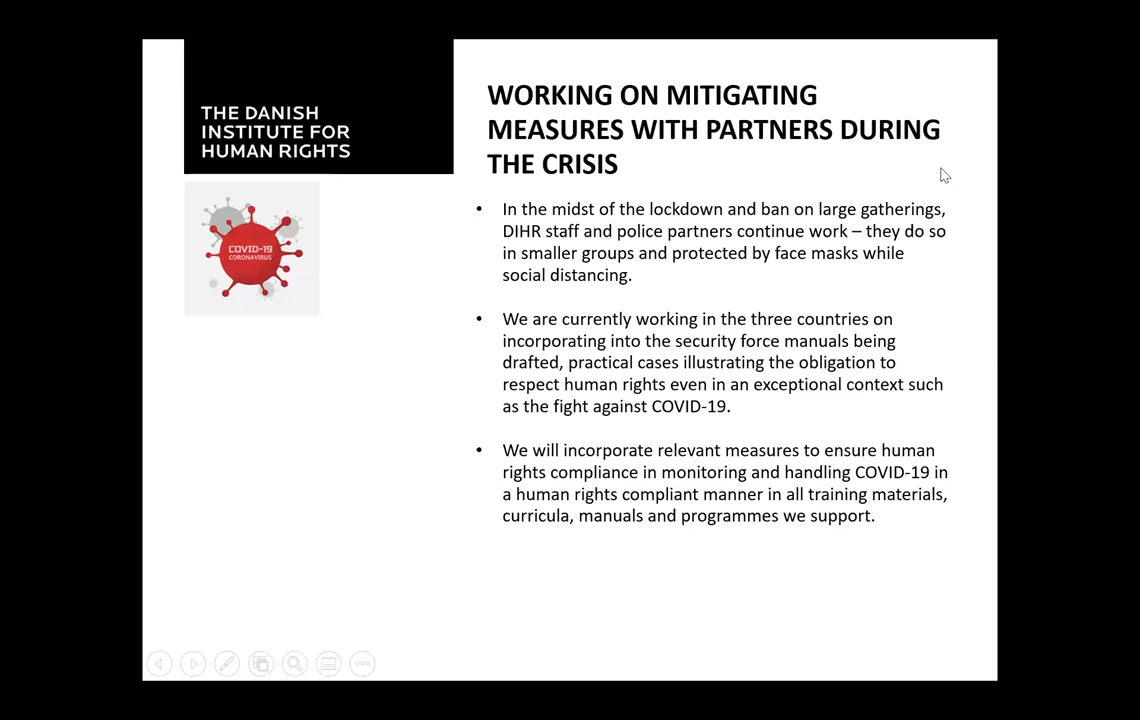 THE DANISH
INSTITUTE FOR
HUMAN RIGHTS
COVID-19
CORONAVIRUS
WORKING ON MITIGATING
MEASURES WITH PARTNERS DURING
THE CRISIS
• In the midst of the lockdown and ban on large gatherings,
DIHR staff and police partners continue work – they do so
in smaller groups and protected by face masks while
social distancing.
• We are currently working in the three countries on
incorporating into the security force manuals being
drafted, practical cases illustrating the obligation to
respect human rights even in an exceptional context such
as the fight against COVID-19.
• We will incorporate relevant measures to ensure human
rights compliance in monitoring and handling COVID-19 in
a human rights compliant manner in all training materials,
curricula, manuals and programmes we support.